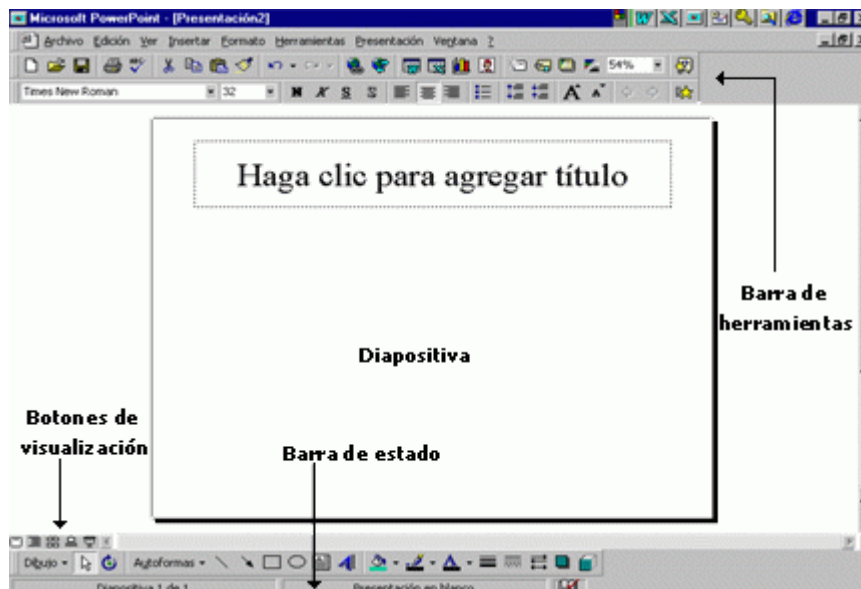 Microsoft PowerPoint - [Presentación2]
Archivo Edición Ver Insertar Formato Herramientas Presentación Ventana ?
54%
Times New Roman 32 N K S S A A
Haga clic para agregar título
Barra de
herramientas
Diapositiva
Botones de
visualización
Barra de estado
Dibujo Autoformas
Diapositiva 1 de 1 Presentación en blanco